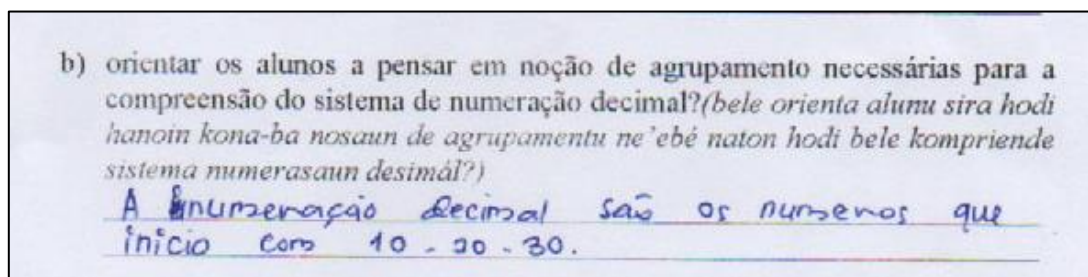 b) orientar os alunos a pensar em noção de agrupamento necessárias para a
compreensão do sistema de numeração decimal?(bele orienta alunu sira hodi
hanoin kona-ba nosaun de agrupamentu ne'ebé naton hodi bele kompriende
sistema numerasaun desimál?)
A numeração decimal são os numeros que
início com 10 - 20 - 30.